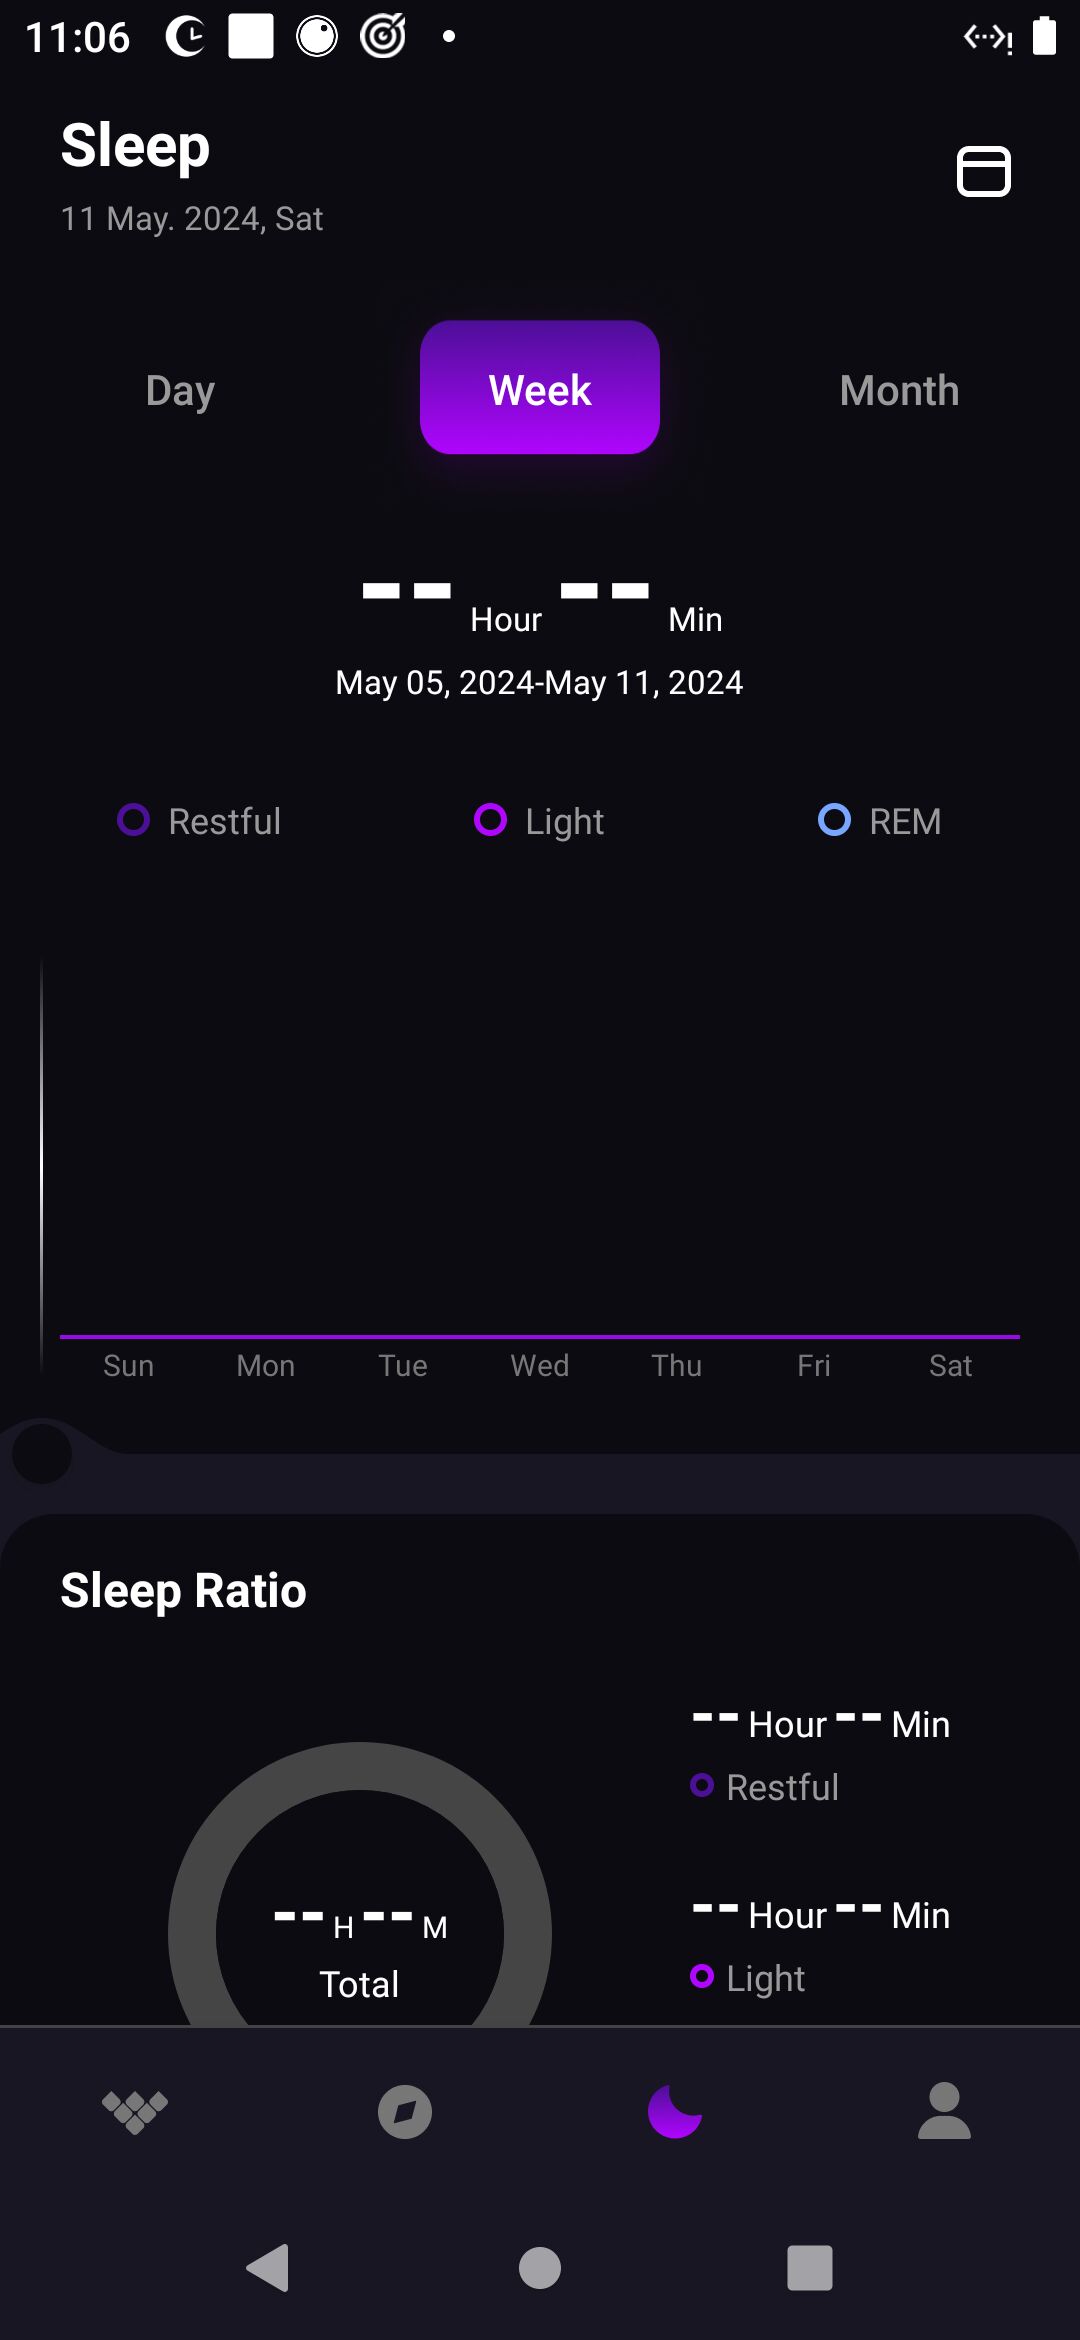 11:06
Sleep
11 May. 2024, Sat
Day Week Month
-- Hour -- Min
May 05, 2024-May 11, 2024
Restful Light REM
Sun Mon Tue Wed Thu Fri Sat
Sleep Ratio
-- Hour -- Min
Restful
-- H -- M
Total
-- Hour -- Min
Light